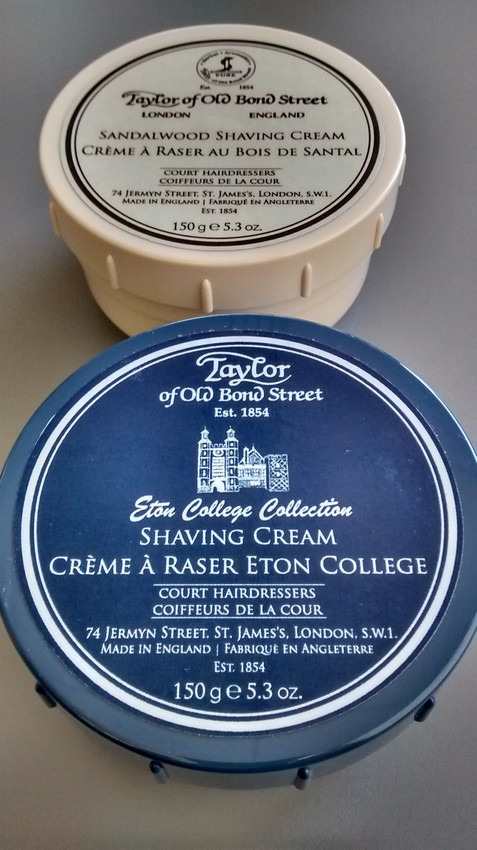 PURE
Est. 1854
Taylor of Old Bond Street
LONDON ENGLAND
SANDALWOOD SHAVING CREAM
CRÈME À RASER AU BOIS DE SANTAL
COURT HAIRDRESSERS
COIFFEURS DE LA COUR
74 JERMYN STREET, ST. JAMES'S, LONDON, S.W.1.
MADE IN ENGLAND | FABRIQUÉ EN ANGLETERRE
EST. 1854
150 g e 5.3 oz.
Taylor
of Old Bond Street
Est. 1854
Eton College Collection
SHAVING CREAM
CRÈME À RASER ETON COLLEGE
COURT HAIRDRESSERS
COIFFEURS DE LA COUR
74 JERMYN STREET, ST. JAMES'S, LONDON, S.W.1.
MADE IN ENGLAND | FABRIQUÉ EN ANGLETERRE
EST. 1854
150 g e 5.3 oz.